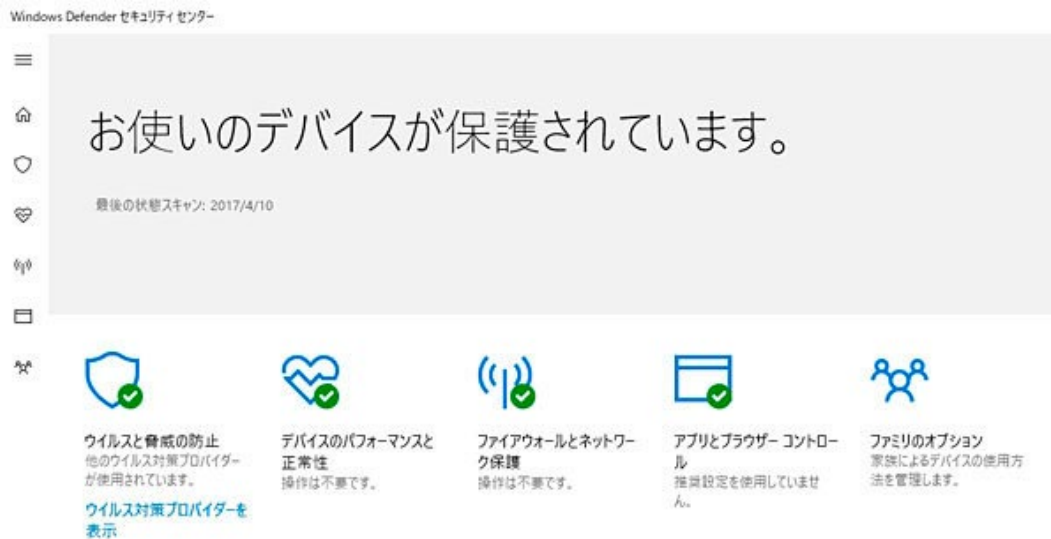 Windows Defender セキュリティ センター
お使いのデバイスが保護されています。
最後の状態スキャン: 2017/4/10
ウイルスと脅威の防止
他のウイルス対策プロバイダー
が使用されています。
ウイルス対策プロバイダーを
表示
デバイスのパフォーマンスと
正常性
操作は不要です。
ファイアウォールとネットワー
ク保護
操作は不要です。
アプリとブラウザー コントロー
ル
推奨設定を使用していませ
ん。
ファミリのオプション
家族によるデバイスの使用方
法を管理します。